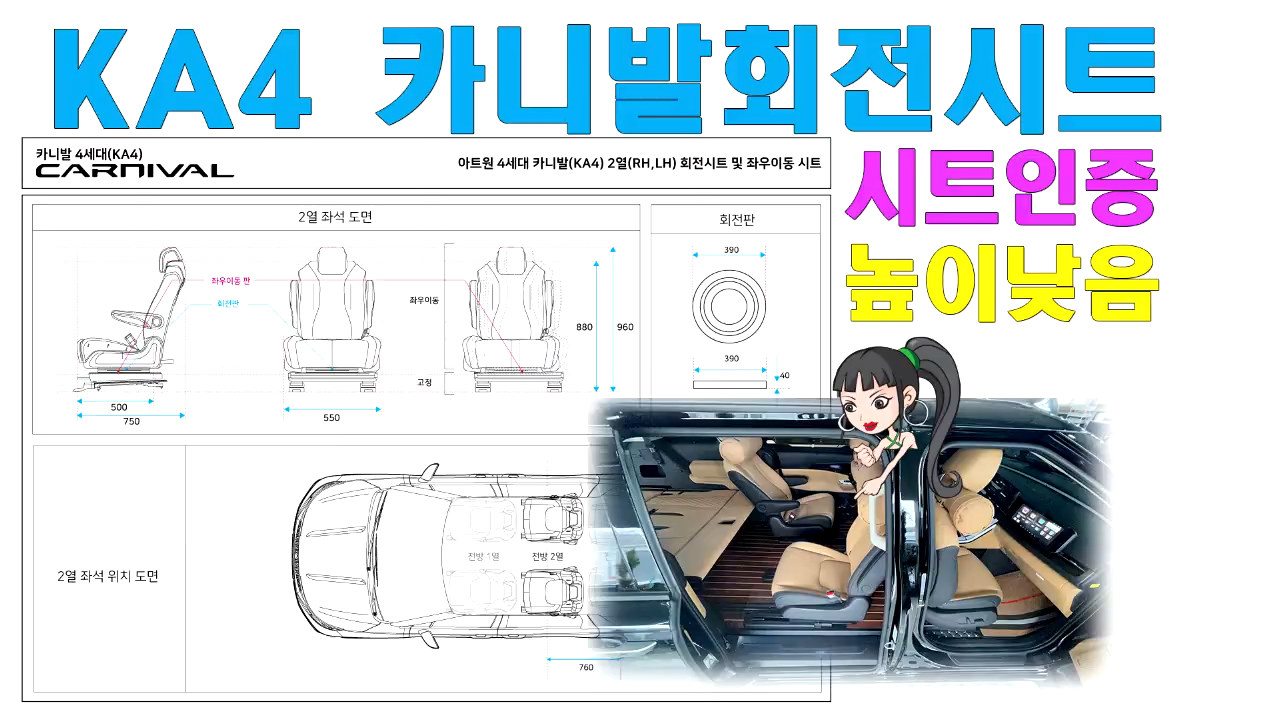 KA4 카니발회전시트
카니발 4세대(KA4)
CARNIVAL
아트원 4세대 카니발(KA4) 2열(RH,LH) 회전시트 및 좌우이동 시트
시트인증
높이낮음
2열 좌석 도면
회전판
좌우이동 판
회전판
좌우이동
고정
880
960
500
750
550
390
390
40
2열 좌석 위치 도면
전방 1열
전방 2열
760